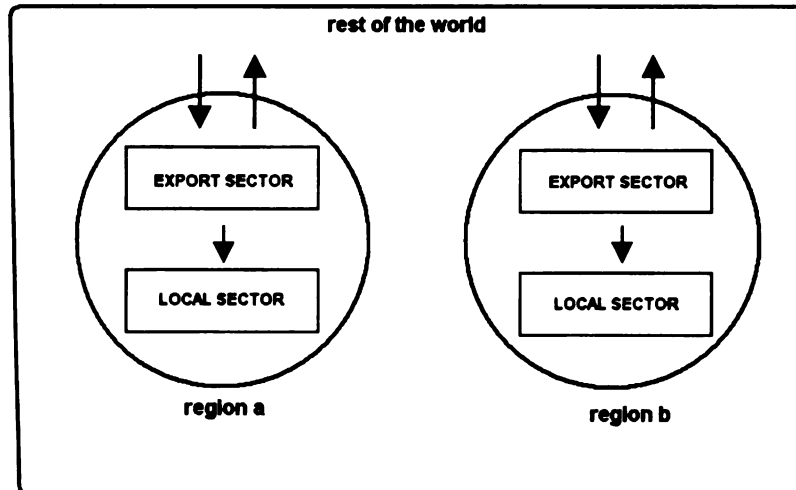 rest of the world
EXPORT SECTOR
LOCAL SECTOR
region a
EXPORT SECTOR
LOCAL SECTOR
region b